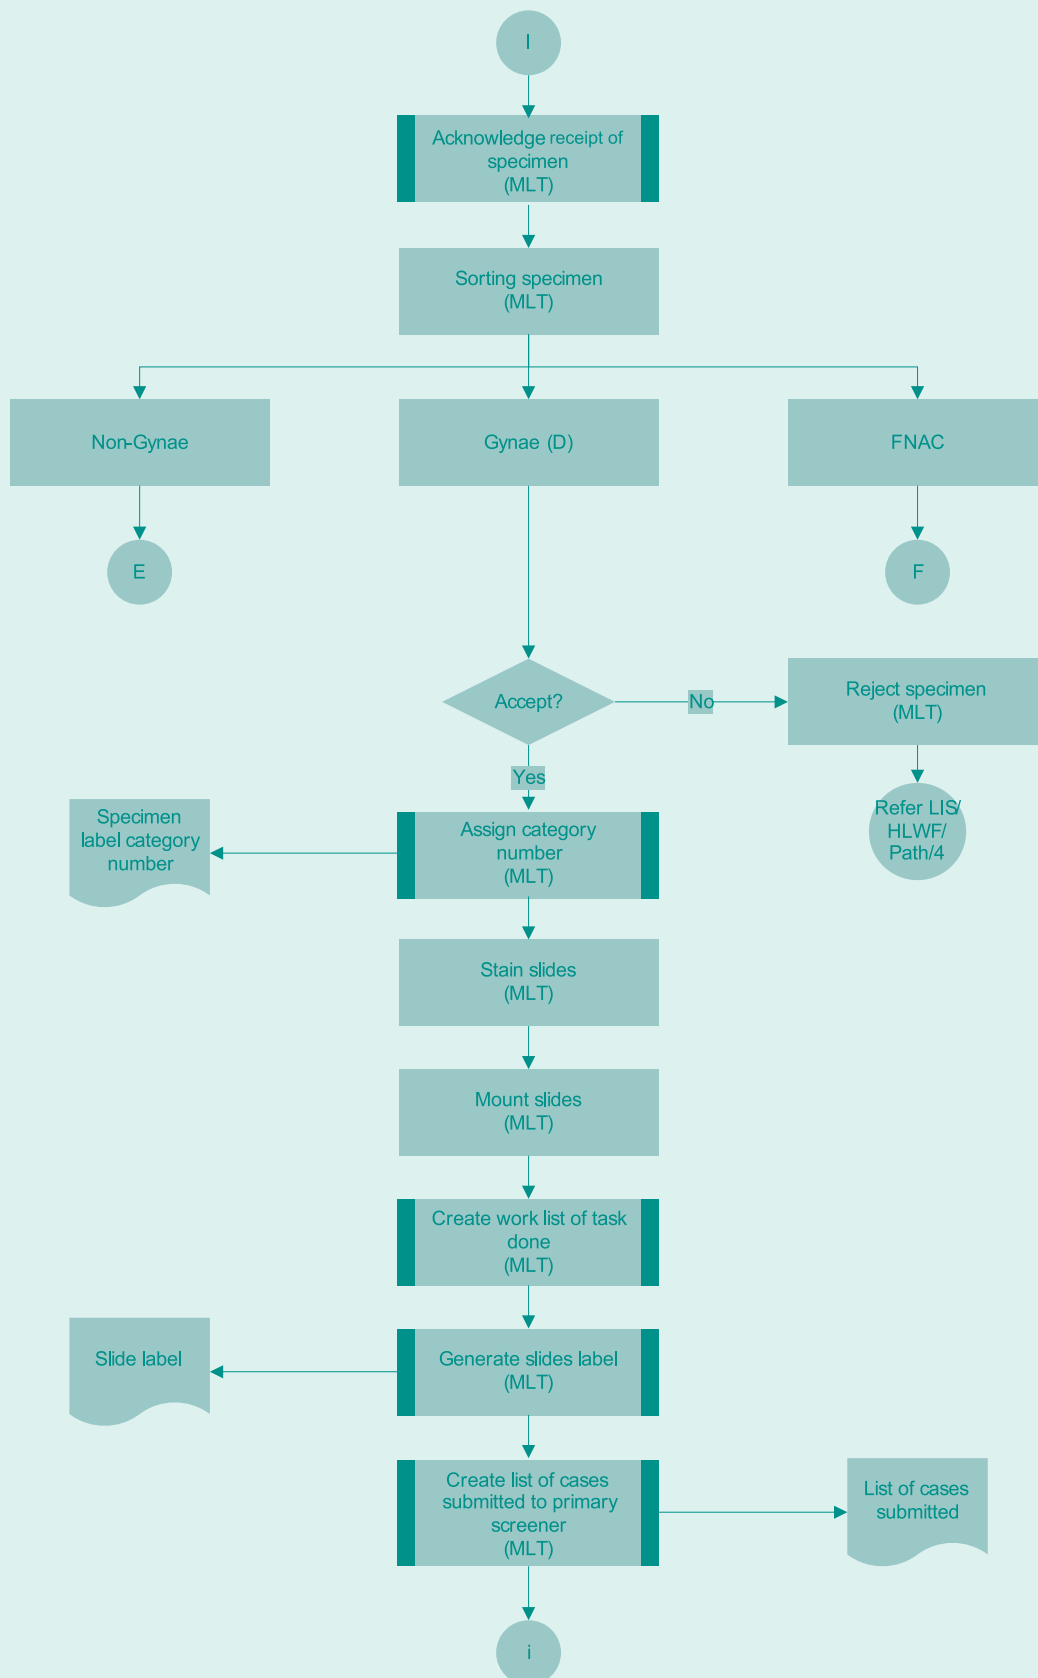 I
Acknowledge receipt of
specimen
(MLT)
Sorting specimen
(MLT)
Non-Gynae
Gynae (D)
FNAC
E
F
Accept?
No
Reject specimen
(MLT)
Yes
Refer LIS/
HLWF/
Path/4
Specimen
label category
number
Assign category
number
(MLT)
Stain slides
(MLT)
Mount slides
(MLT)
Create work list of task
done
(MLT)
Slide label
Generate slides label
(MLT)
Create list of cases
submitted to primary
screener
(MLT)
List of cases
submitted
i